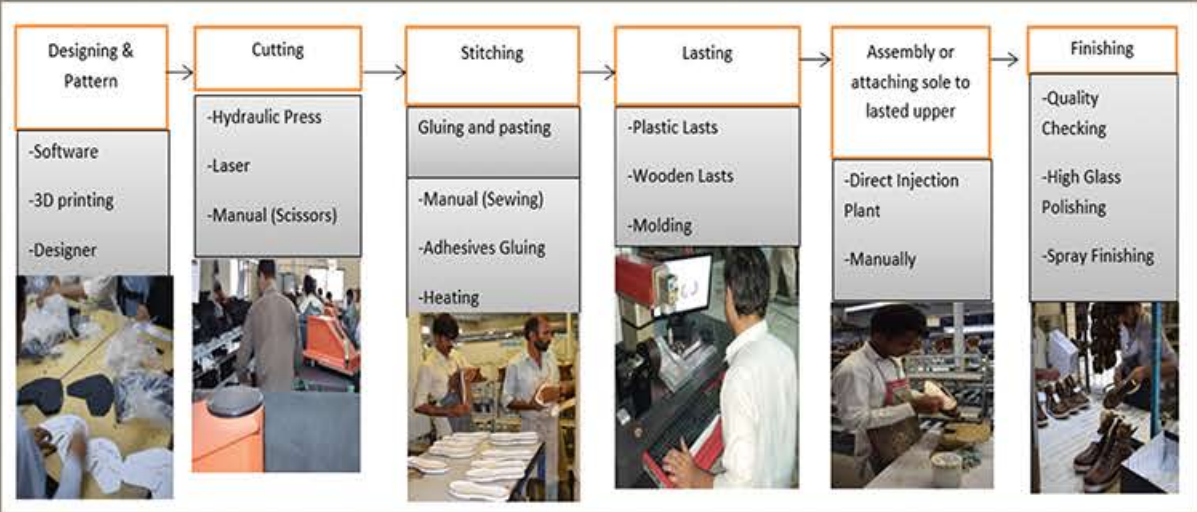 Designing &
Pattern
-Software
-3D printing
-Designer
Cutting
-Hydraulic Press
-Laser
-Manual (Scissors)
Stitching
Gluing and pasting
-Manual (Sewing)
-Adhesives Gluing
-Heating
Lasting
-Plastic Lasts
-Wooden Lasts
-Molding
Assembly or
attaching sole to
lasted upper
-Direct Injection
Plant
-Manually
Finishing
-Quality
Checking
-High Glass
Polishing
-Spray Finishing